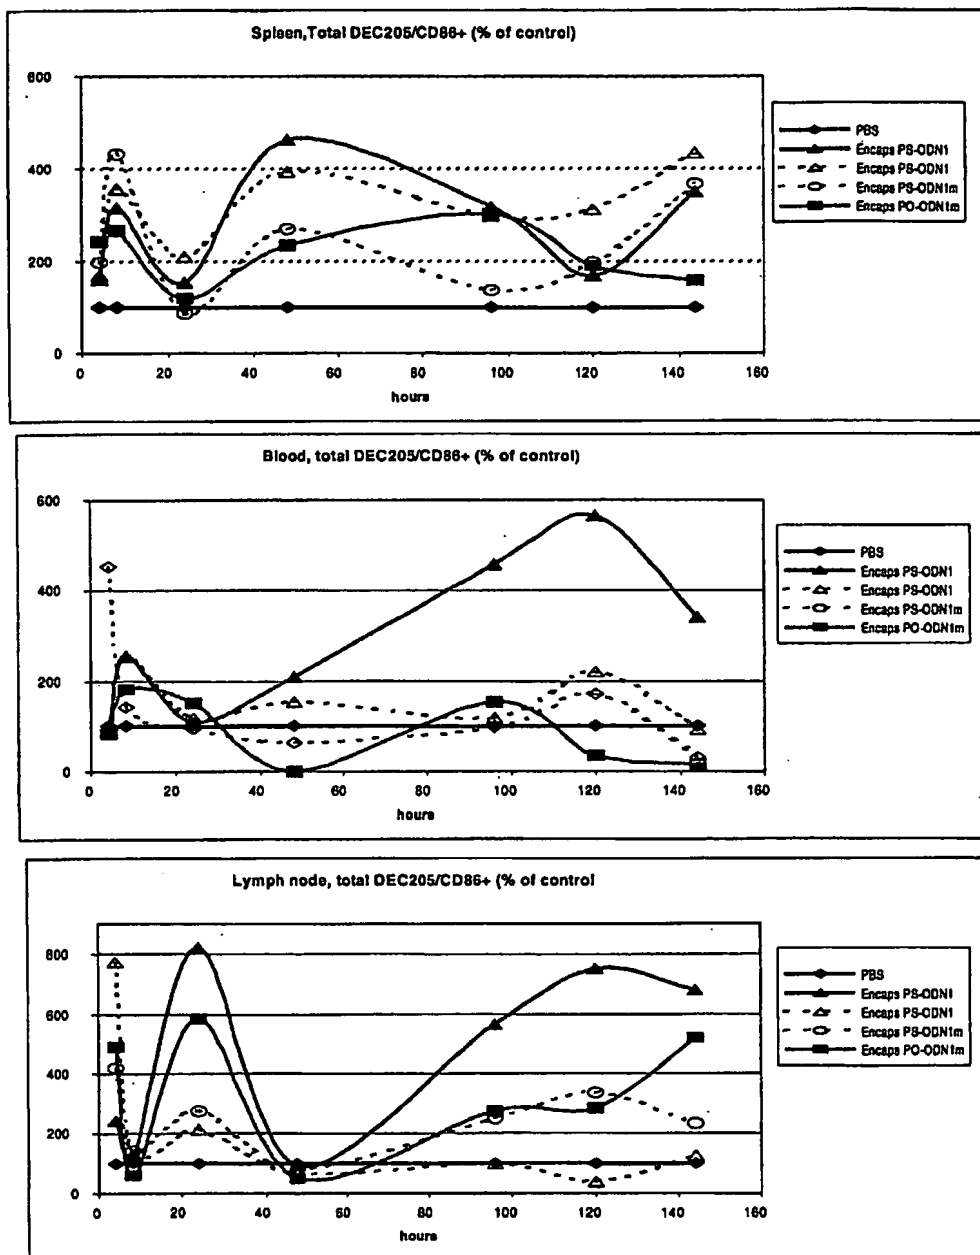 Spleen,Total DEC205/CD86+ (% of control)
600
400
200
0
0 20 40 60 80 100 120 140 160
hours
PBS
Encaps PS-ODN1
Encaps PS-ODN1
Encaps PS-ODN1m
Encaps PO-ODN1m
Blood, total DEC205/CD86+ (% of control)
600
400
200
0
0 20 40 60 80 100 120 140 160
hours
PBS
Encaps PS-ODN1
Encaps PS-ODN1
Encaps PS-ODN1m
Encaps PO-ODN1m
Lymph node, total DEC205/CD86+ (% of control
800
600
400
200
0
0 20 40 60 80 100 120 140 160
hours
PBS
Encaps PS-ODN1
Encaps PS-ODN1
Encaps PS-ODN1m
Encaps PO-ODN1m